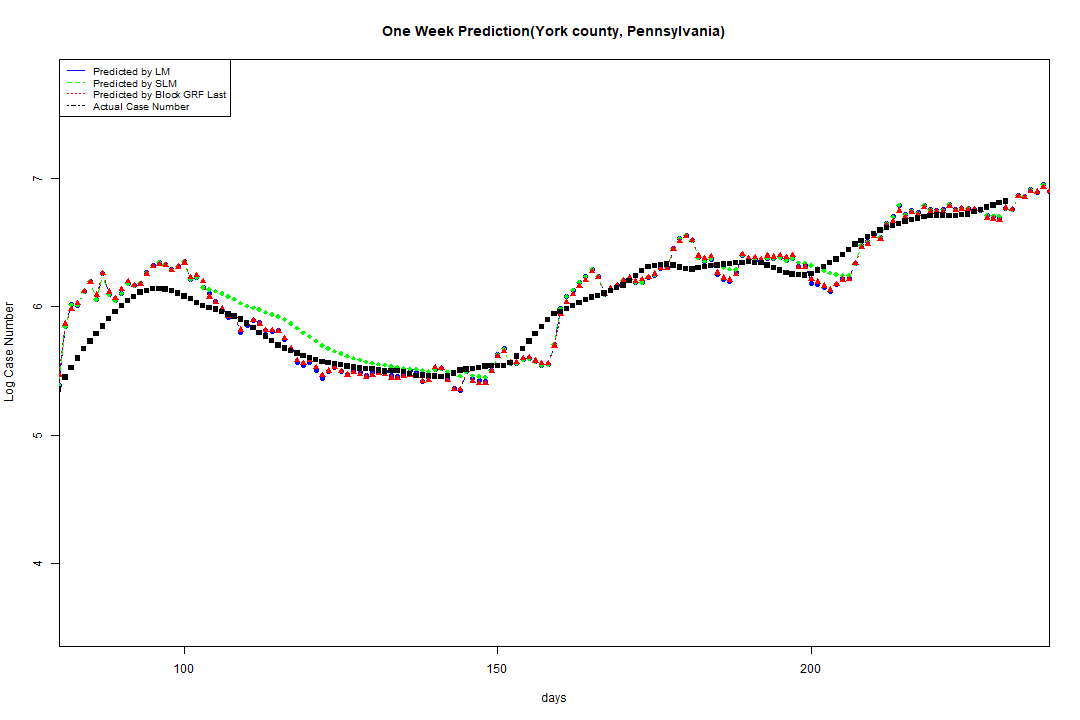 One Week Prediction(York county, Pennsylvania)
Predicted by LM
Predicted by SLM
Predicted by Block GRF Last
Actual Case Number
7
6
5
4
Log Case Number
100
150
200
days